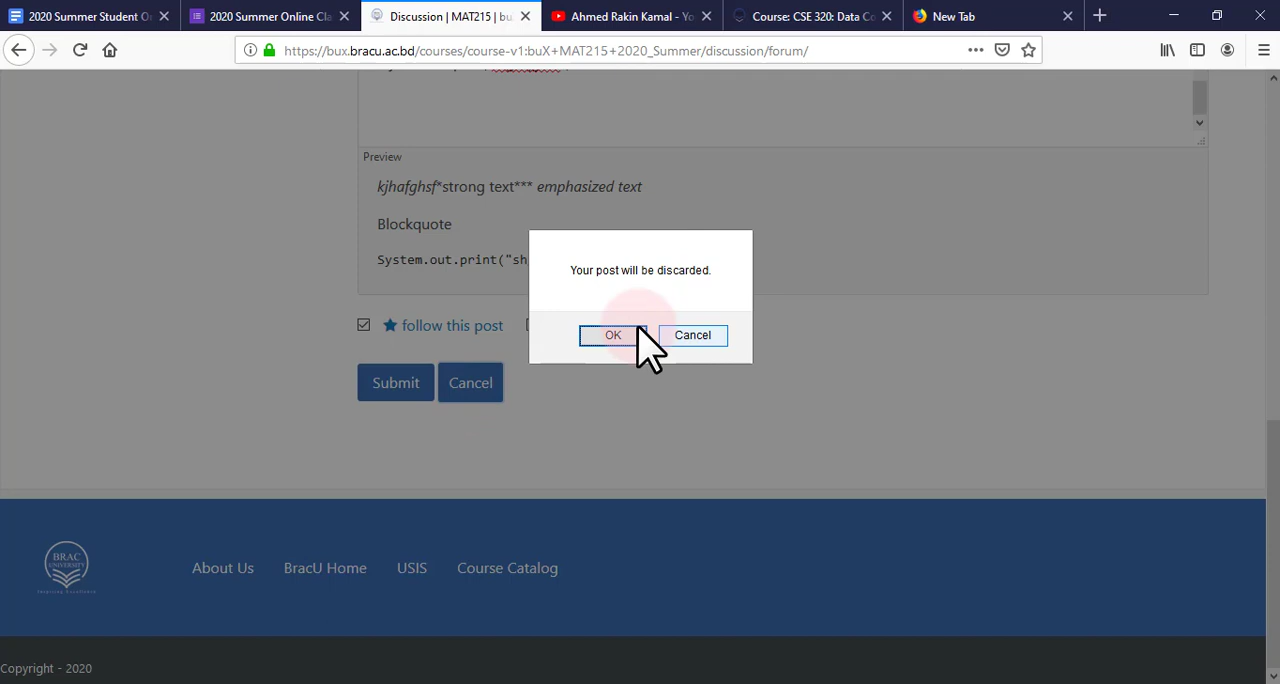 2020 Summer Student O
2020 Summer Online Cla
Discussion | MAT215 | bu
Ahmed Rakin Kamal - Yo
Course: CSE 320: Data Co
New Tab
https://bux.bracu.ac.bd/courses/course-v1:buX+MAT215+2020_Summer/discussion/forum/
Preview
kjhafghsf*strong text*** emphasized text
Blockquote
System.out.print("sh
Your post will be discarded.
OK Cancel
follow this post
Submit Cancel
BRAC
UNIVERSITY
About Us BracU Home USIS Course Catalog
Copyright - 2020